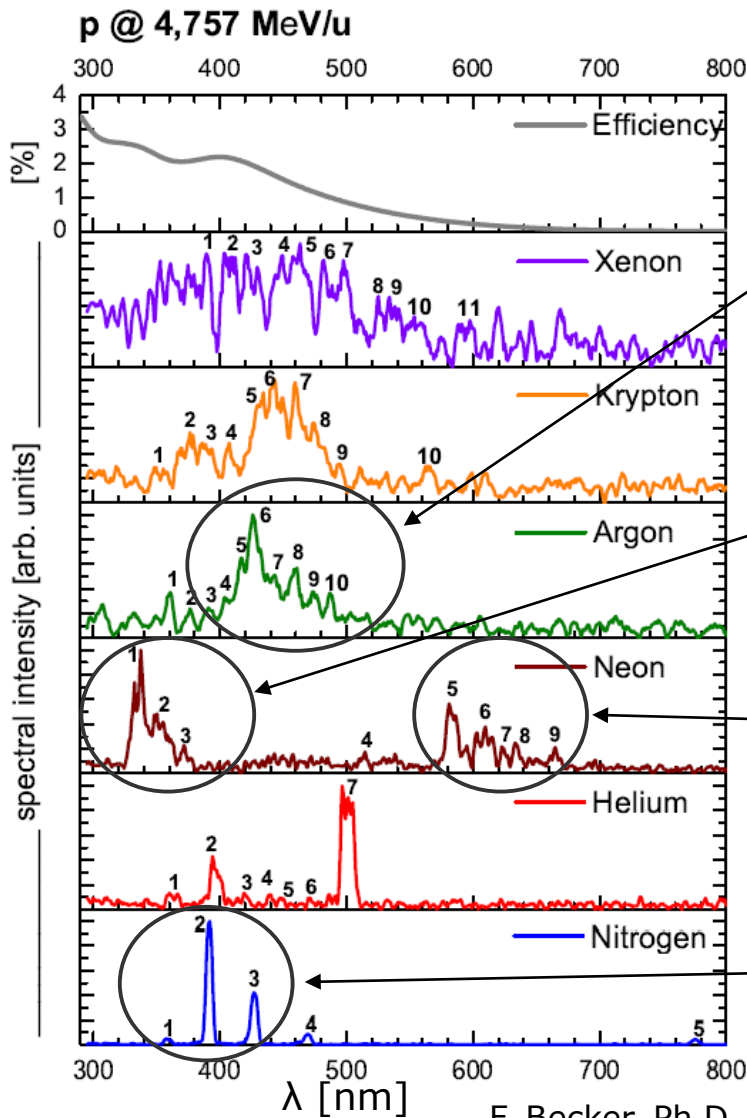 p @ 4,757 MeV/u
300 400 500 600 700 800
4
3
2
1
0
[%]
Efficiency
spectral intensity [arb. units]
1 2 3 4 5 6 7 8 9 10 11
Xenon
1 2 3 4 5 6 7 8 9 10
Krypton
1 2 3 4 5 6 7 8 9 10
Argon
1 2 3 4 5 6 7 8 9
Neon
1 2 3 4 5 6 7
Helium
1 2 3 4 5
Nitrogen
300 400 500 600 700 800
λ [nm]
F. Becker, Ph.D